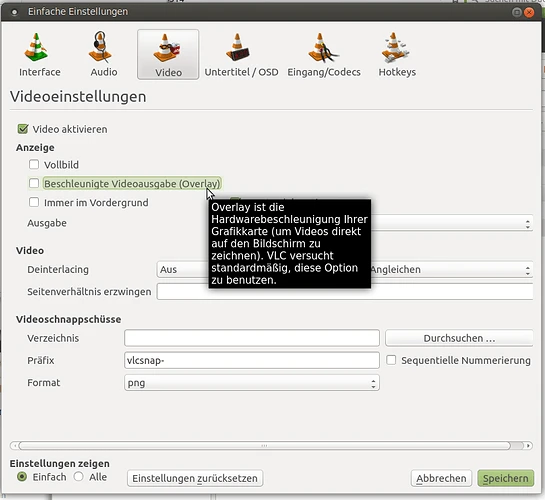 Einfache Einstellungen
Interface
Audio
Video
Untertitel / OSD
Eingang/Codecs
Hotkeys
Videoeinstellungen
Video aktivieren
Anzeige
Vollbild
Beschleunigte Videoausgabe (Overlay)
Immer im Vordergrund
Overlay ist die
Hardwarebeschleunigung Ihrer
Grafikkarte (um Videos direkt
auf den Bildschirm zu
zeichnen). VLC versucht
standardmäßig, diese Option
zu benutzen.
Ausgabe
Video
Deinterlacing
Aus
Angleichen
Seitenverhältnis erzwingen
Videoschnappschüsse
Verzeichnis
Durchsuchen ...
Präfix
vlcsnap-
Sequentielle Nummerierung
Format
png
Einstellungen zeigen
Einfach
Alle
Einstellungen zurücksetzen
Abbrechen
Speichern